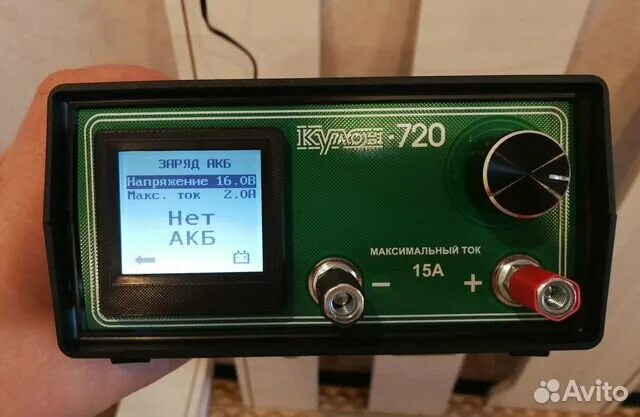 КУЛОН-720
ЗАРЯД АКБ
Напряжение 16.0В
Макс. ток 2.0А
Нет
АКБ
МАКСИМАЛЬНЫЙ ТОК
15А
− +
Avito